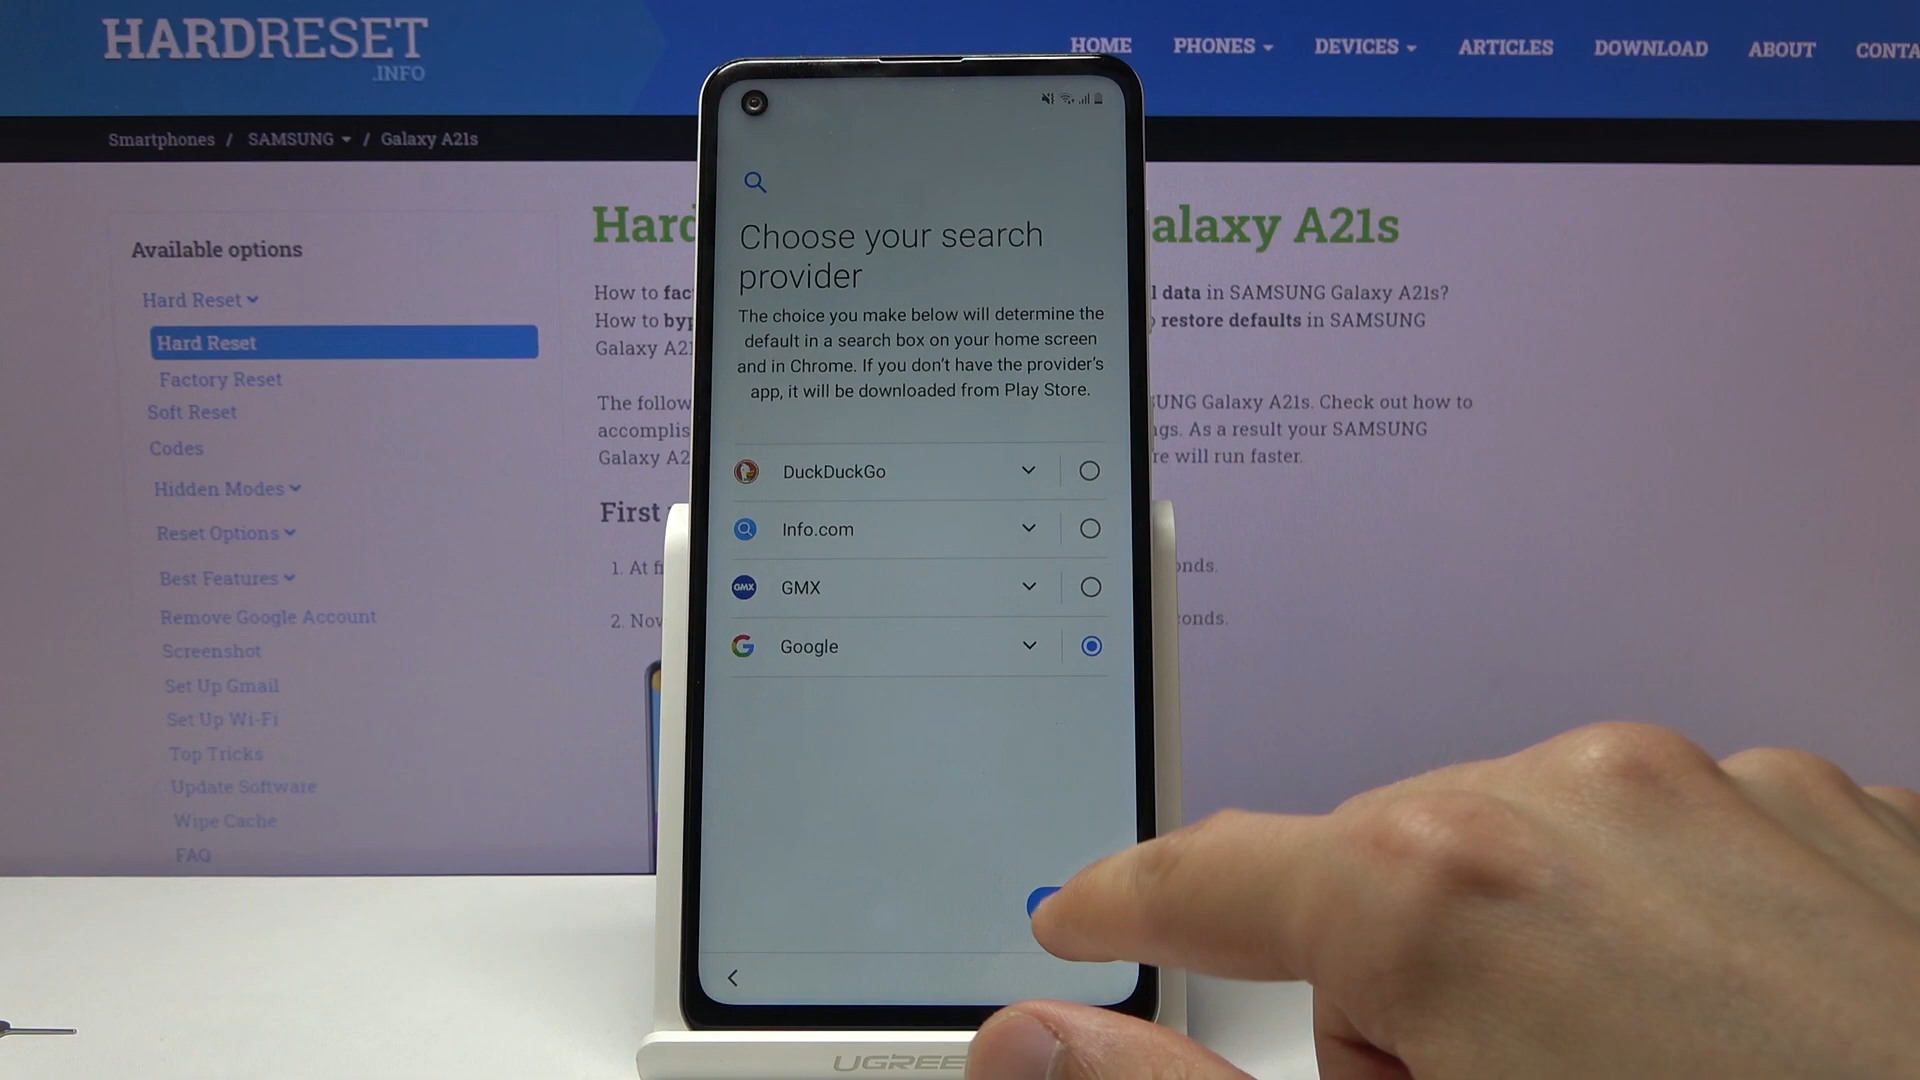 HARDRESET
.INFO
HOME PHONES DEVICES ARTICLES DOWNLOAD ABOUT CONTA
Smartphones / SAMSUNG / Galaxy A21s
Available options
Hard Reset
Hard Reset
Factory Reset
Soft Reset
Codes
Hidden Modes
Reset Options
Best Features
Remove Google Account
Screenshot
Set Up Gmail
Set Up Wi-Fi
Top Tricks
Update Software
Wipe Cache
FAQ
Hard alaxy A21s
How to fac l data in SAMSUNG Galaxy A21s?
How to byp restore defaults in SAMSUNG
Galaxy A21
The follow SUNG Galaxy A21s. Check out how to
accomplis ngs. As a result your SAMSUNG
Galaxy A2 re will run faster.
First
1. At fi onds.
2. Nov conds.
Choose your search
provider
The choice you make below will determine the
default in a search box on your home screen
and in Chrome. If you don't have the provider's
app, it will be downloaded from Play Store.
DuckDuckGo
Info.com
GMX GMX
G Google
UGREE